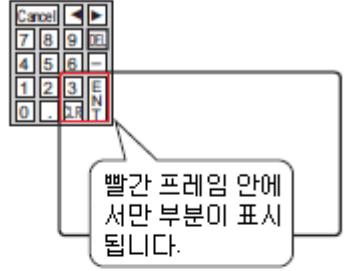 Cancel ◀ ▶
7 8 9 DEL
4 5 6 -
1 2 3 ENT
0 . CLR
빨간 프레임 안에
서만 부분이 표시
됩니다.